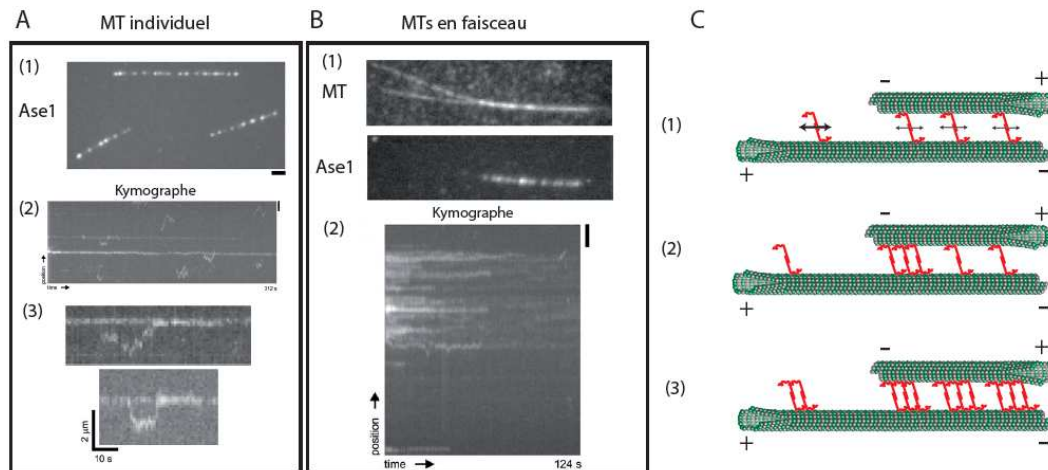 A
MT individuel
(1)
Ase1
Kymographe
(2)
position
time
312 s
(3)
2 µm
10 s
B
MTs en faisceau
(1)
MT
Ase1
Kymographe
(2)
position
time
124 s
C
(1)
-
+
+
-
(2)
-
+
+
-
(3)
-
+
+
-